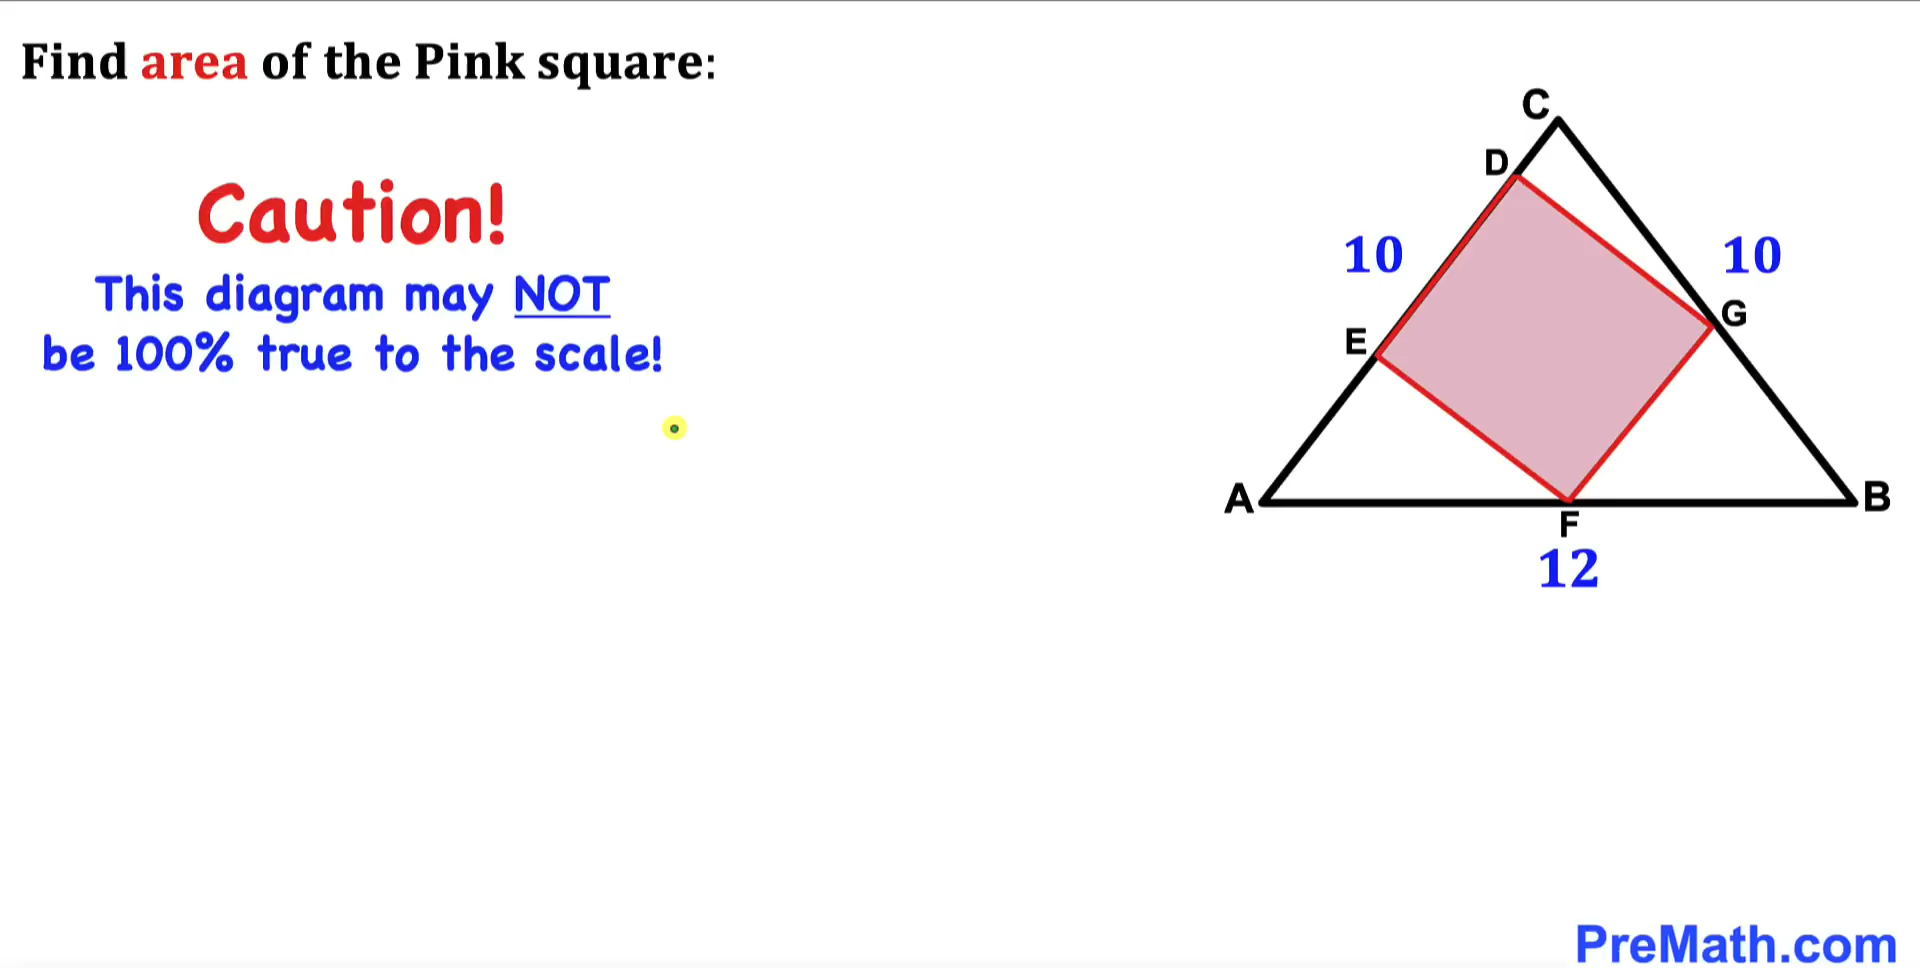 Find area of the Pink square:
Caution!
This diagram may NOT
be 100% true to the scale!
C
D
10
10
G
E
A
B
F
12
PreMath.com